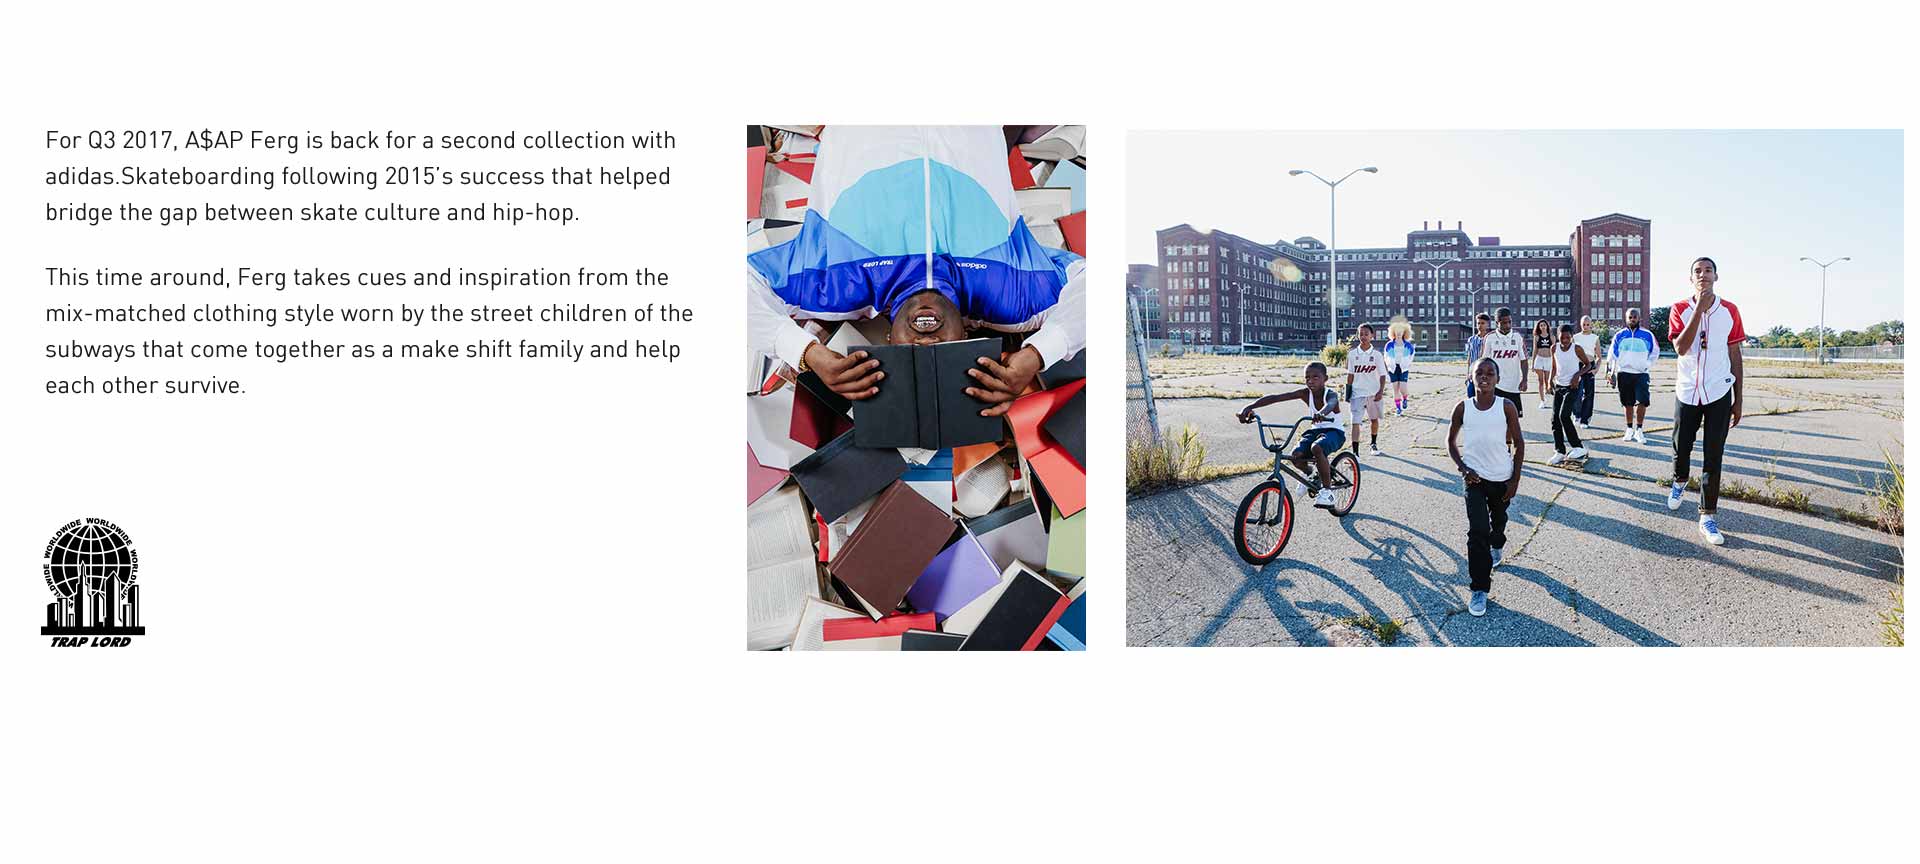 For Q3 2017, A$AP Ferg is back for a second collection with
adidas.Skateboarding following 2015's success that helped
bridge the gap between skate culture and hip-hop.
This time around, Ferg takes cues and inspiration from the
mix-matched clothing style worn by the street children of the
subways that come together as a make shift family and help
each other survive.
WORLDWIDE WORLDWIDE
TRAP LORD
TRAP LORD
adidas
TLHP
TLHP